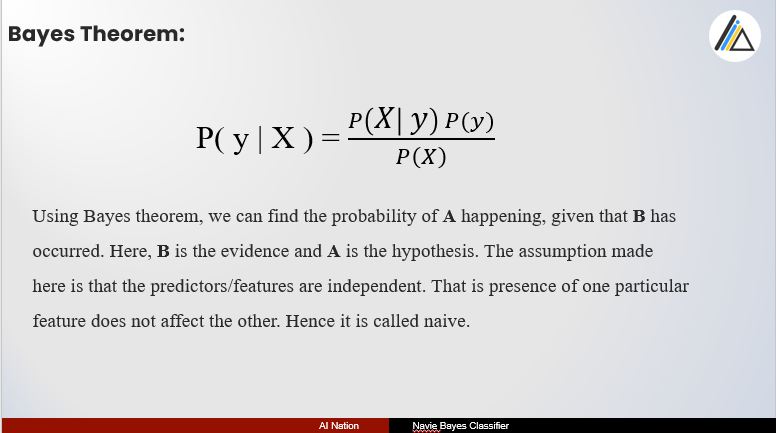 Bayes Theorem:
P( y | X ) = P(X| y) P(y) / P(X)
Using Bayes theorem, we can find the probability of A happening, given that B has
occurred. Here, B is the evidence and A is the hypothesis. The assumption made
here is that the predictors/features are independent. That is presence of one particular
feature does not affect the other. Hence it is called naive.
AI Nation
Navie Bayes Classifier